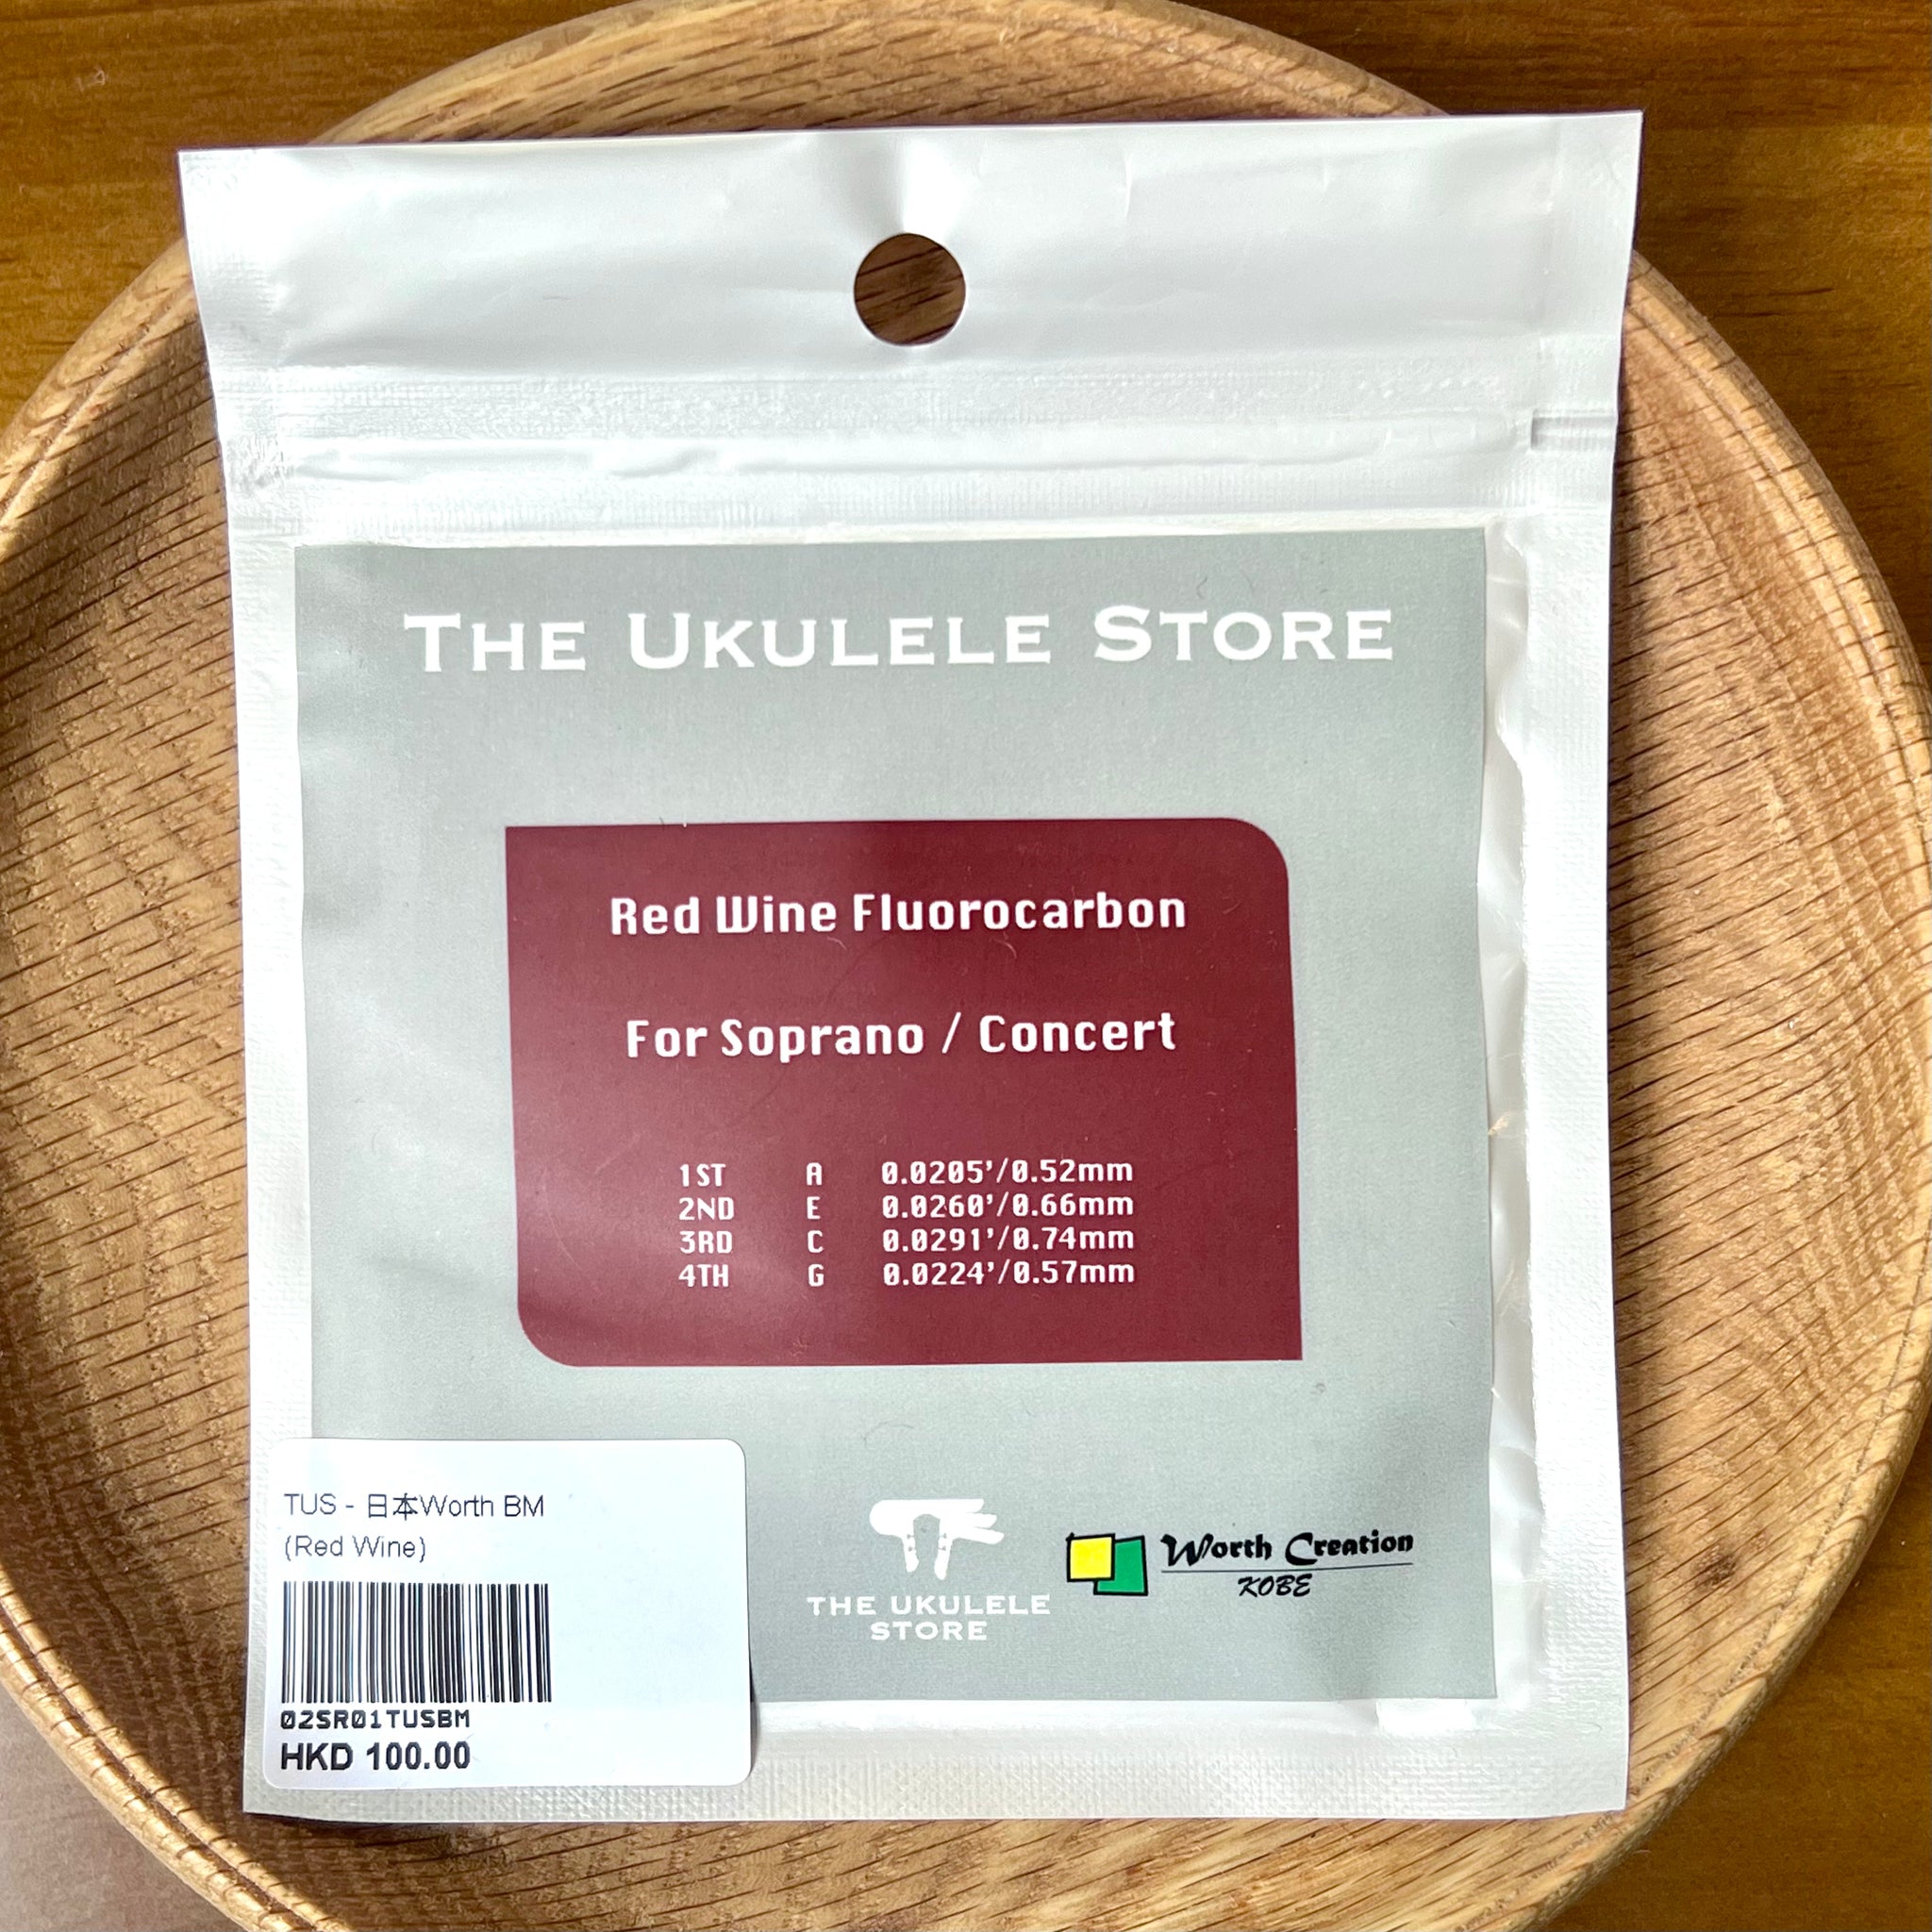 THE UKULELE STORE
Red Wine Fluorocarbon
For Soprano / Concert
1ST A 0.0205'/0.52mm
2ND E 0.0260'/0.66mm
3RD C 0.0291'/0.74mm
4TH G 0.0224'/0.57mm
TUS - 日本Worth BM
(Red Wine)
02SR01TUSBM
HKD 100.00
THE UKULELE
STORE
Worth Creation
KOBE